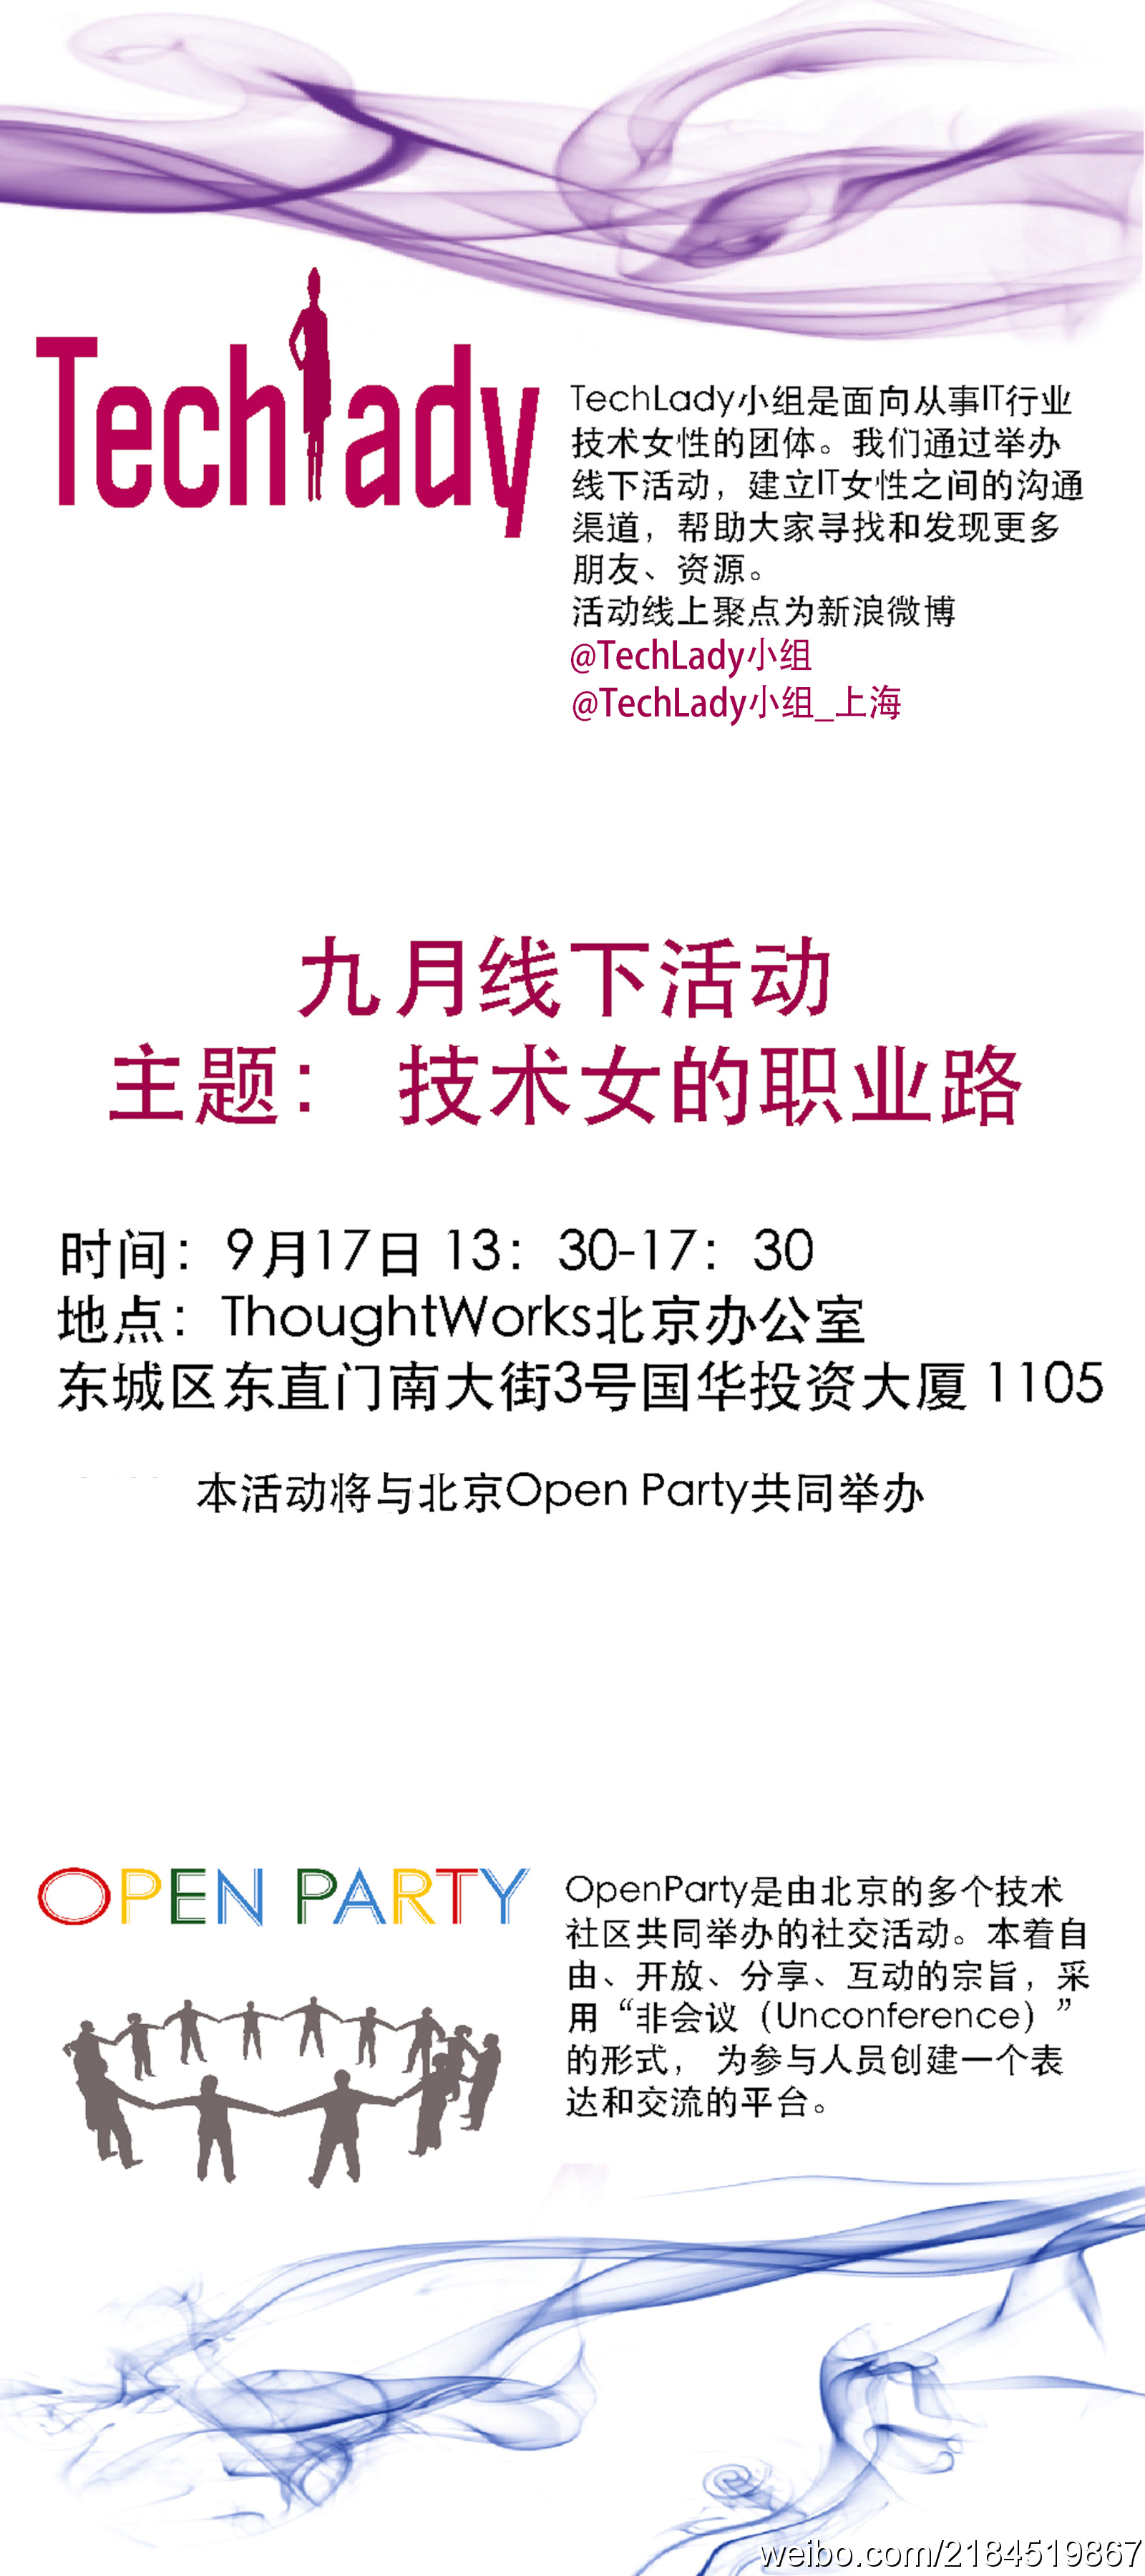 Techlady
TechLady小组是面向从事IT行业
技术女性的团体。我们通过举办
线下活动，建立IT女性之间的沟通
渠道，帮助大家寻找和发现更多
朋友、资源。
活动线上聚点为新浪微博
@TechLady小组
@TechLady小组_上海
九月线下活动
主题： 技术女的职业路
时间：9月17日 13：30-17：30
地点：ThoughtWorks北京办公室
东城区东直门南大街3号国华投资大厦 1105
本活动将与北京Open Party共同举办
OPEN PARTY
OpenParty是由北京的多个技术
社区共同举办的社交活动。本着自
由、开放、分享、互动的宗旨，采
用“非会议（Unconference）”
的形式， 为参与人员创建一个表
达和交流的平台。
weibo.com/2184519867